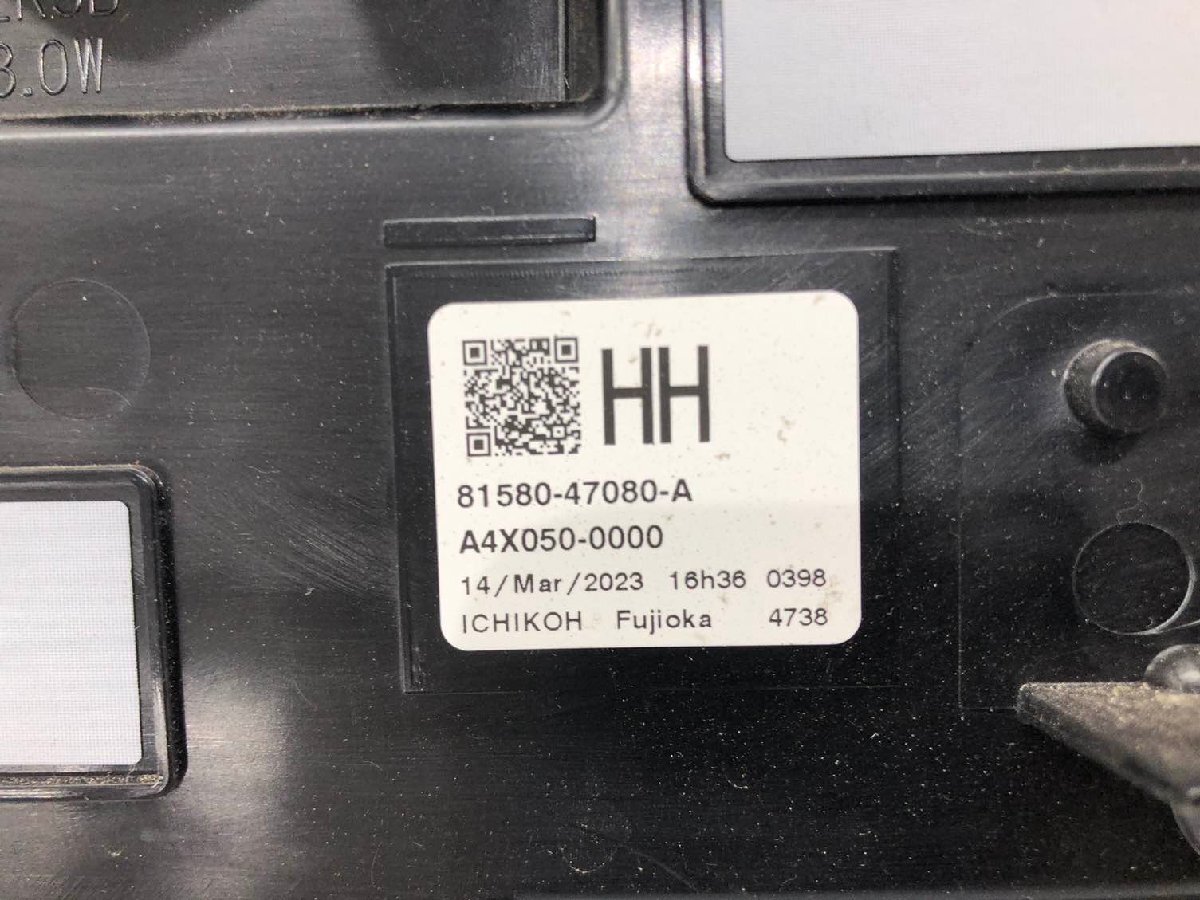 3.0W
HH
81580-47080-A
A4X050-0000
14/Mar/2023 16h36 0398
ICHIKOH Fujioka 4738